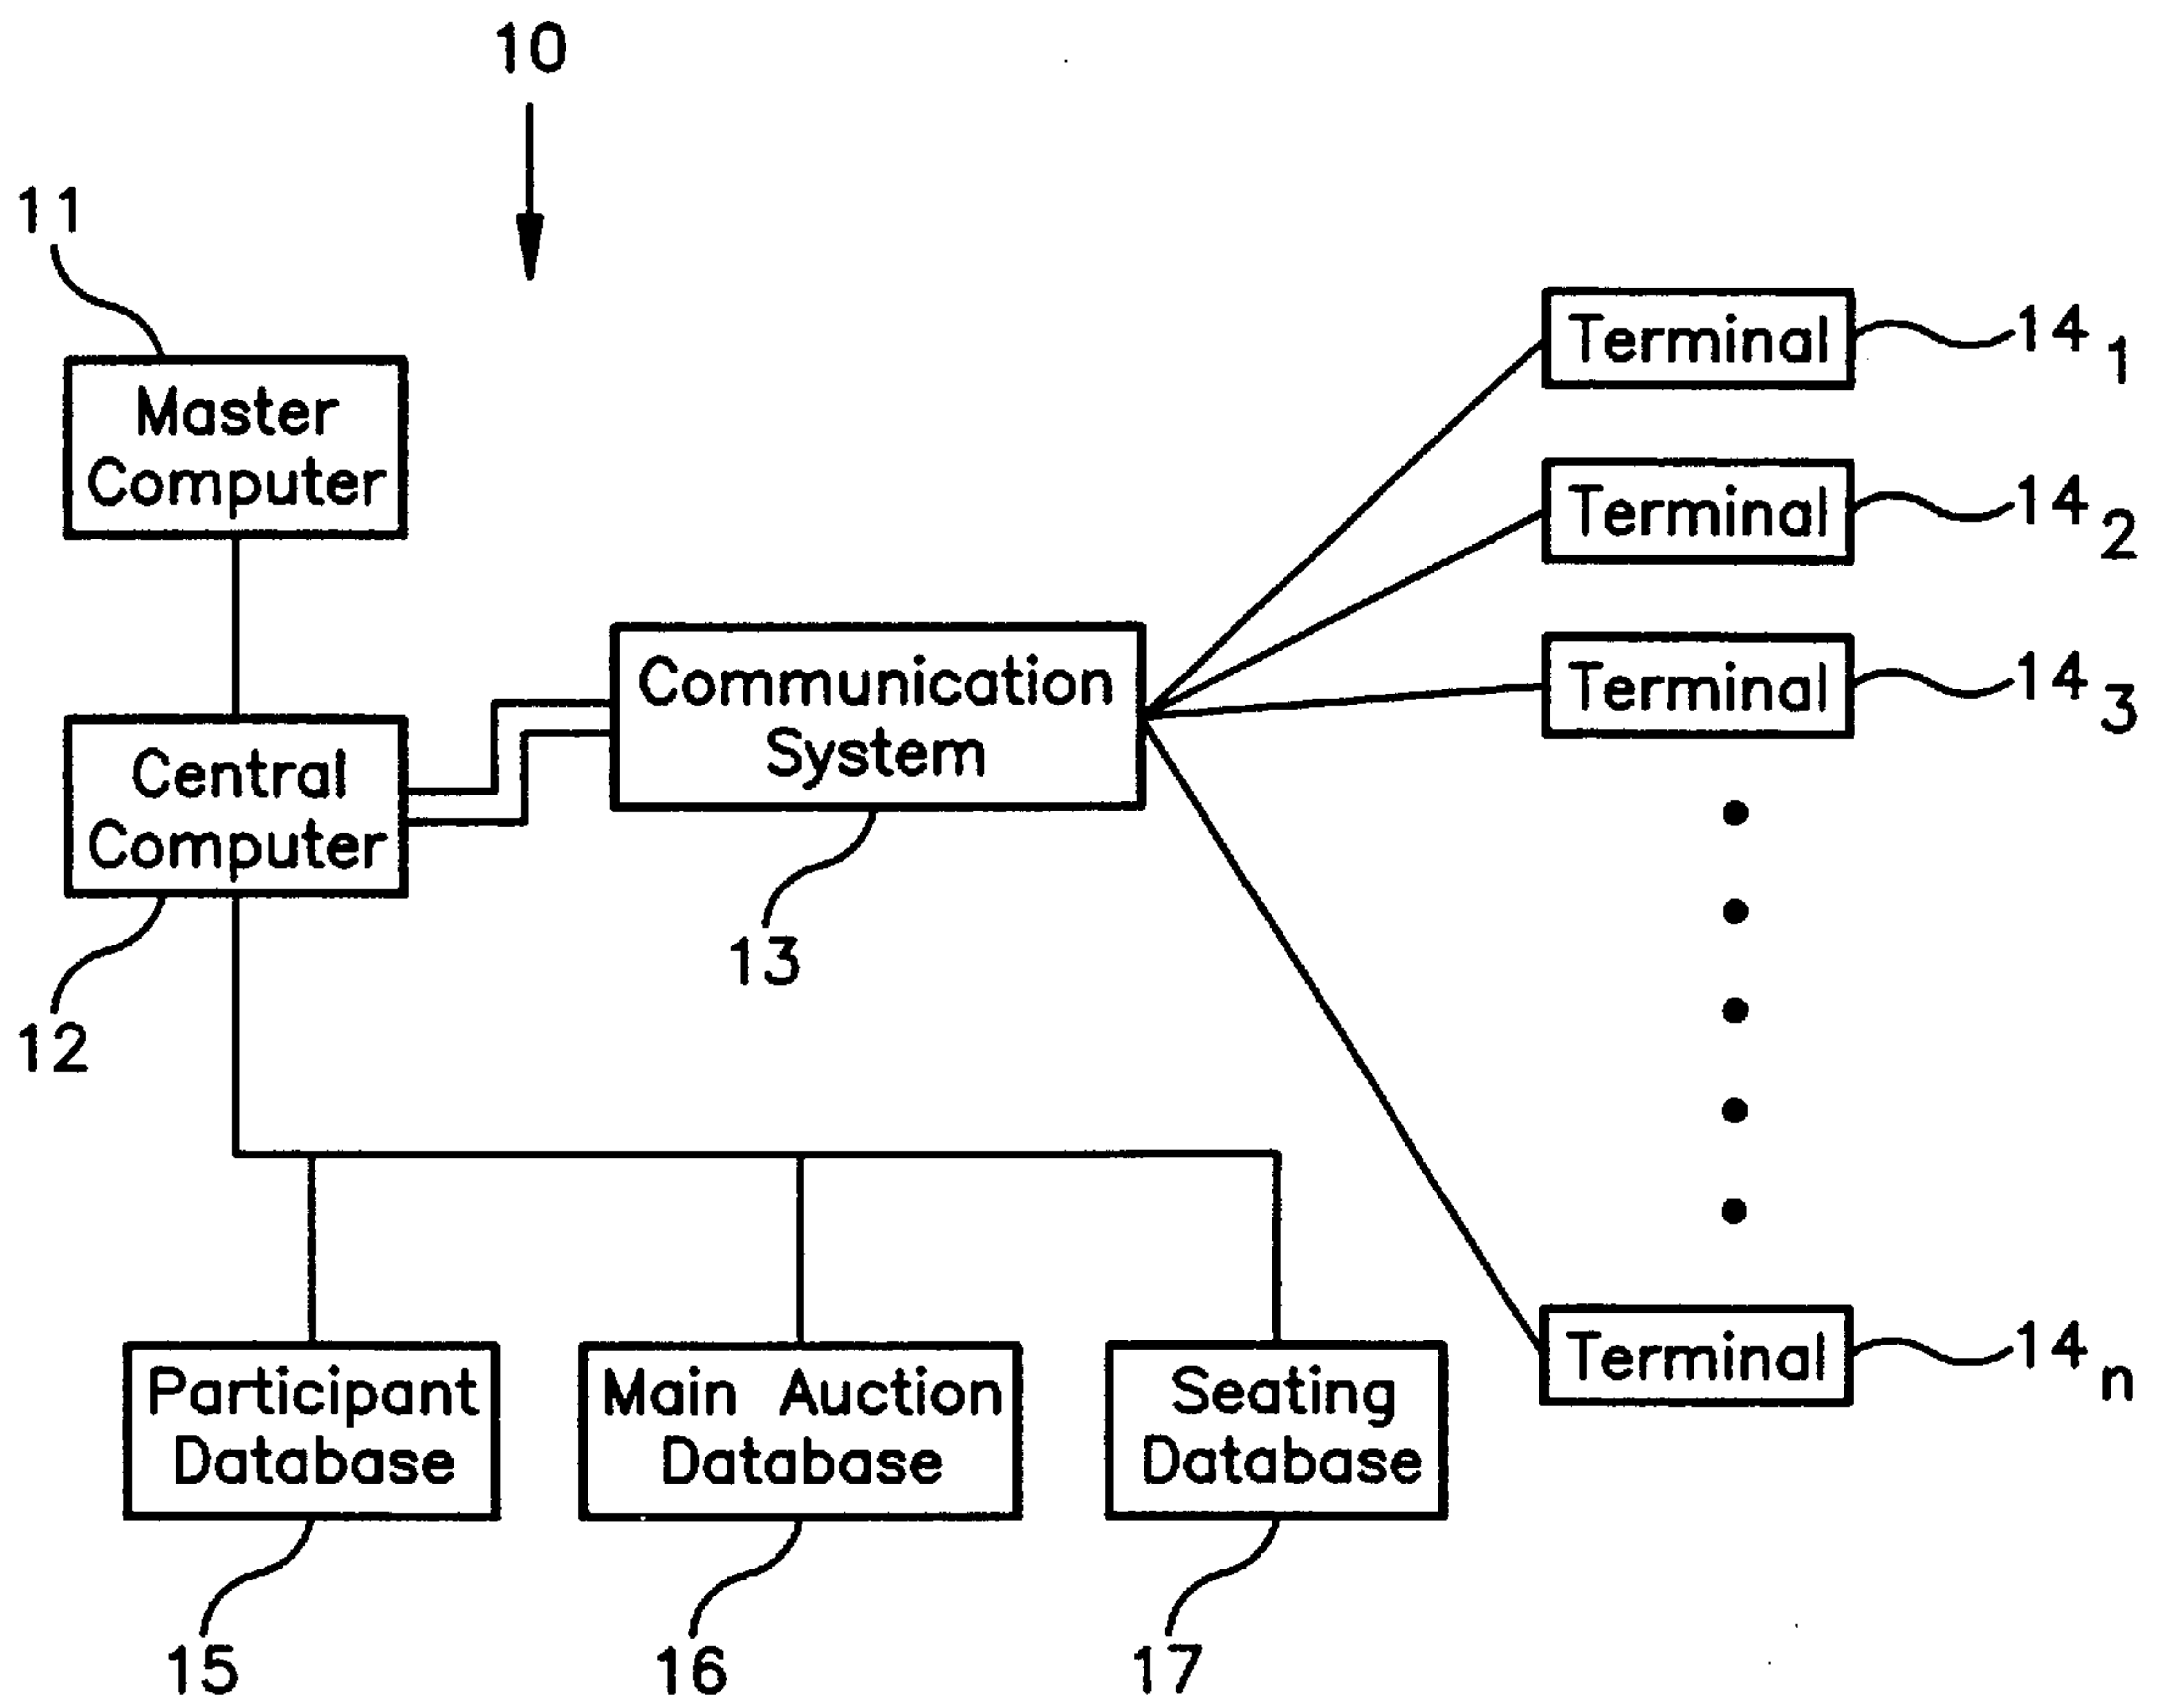 10
11
Master
Computer
Terminal
14 1
Terminal
14 2
Terminal
14 3
Communication
System
Central
Computer
13
12
Terminal
14 n
Participant
Database
Main Auction
Database
Seating
Database
15
16
17